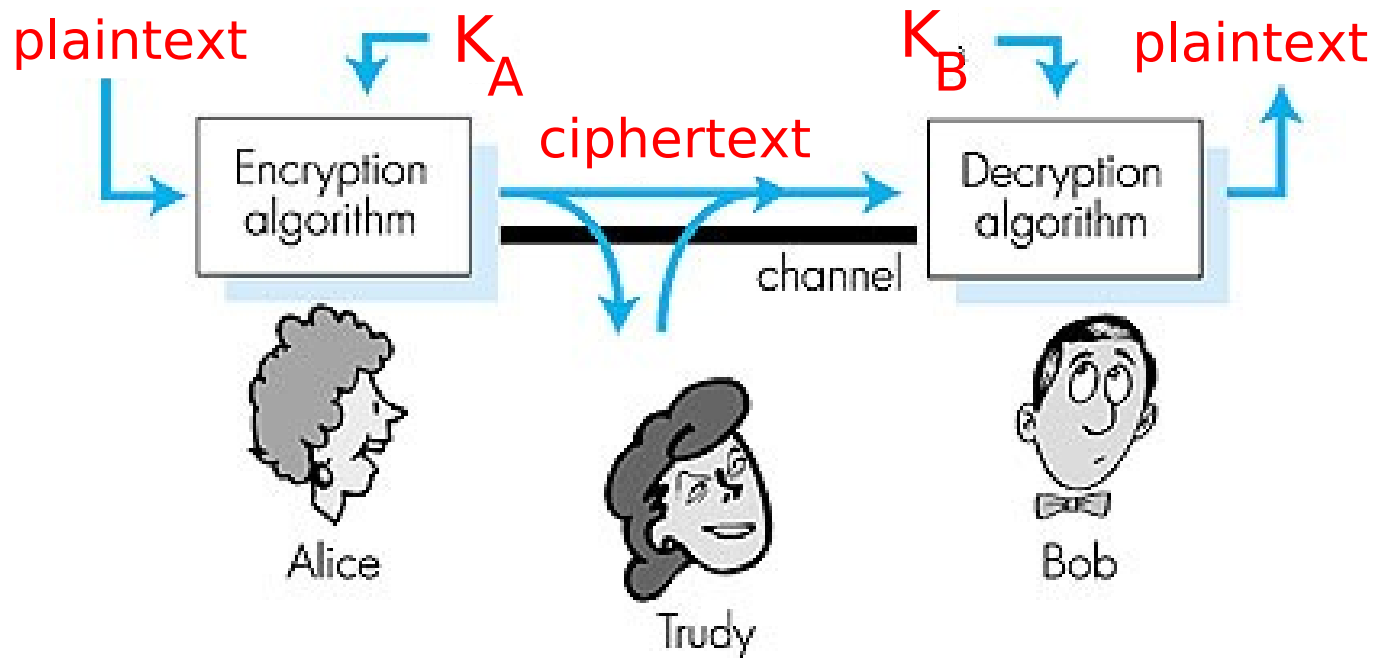 plaintext
K
A
K
B
plaintext
ciphertext
Encryption
algorithm
Decryption
algorithm
channel
Alice
Trudy
Bob